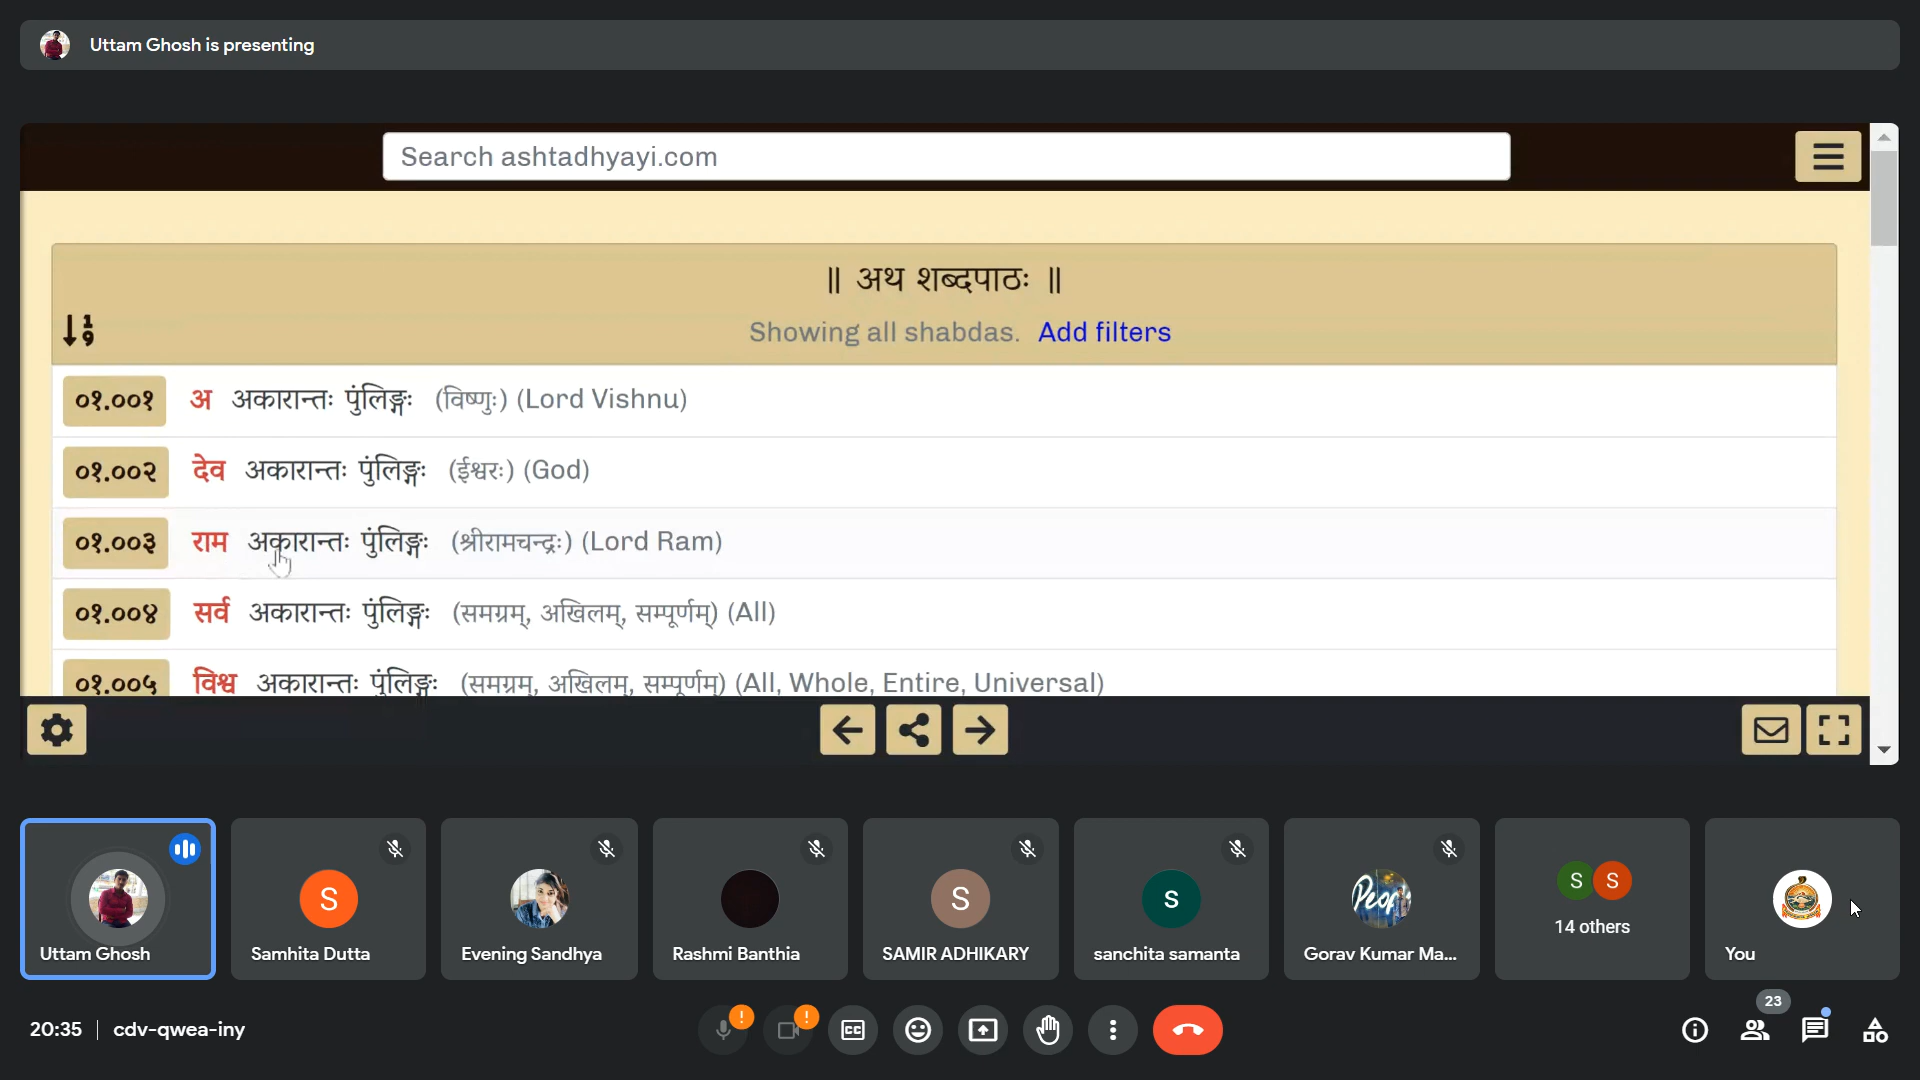 Uttam Ghosh is presenting
Search ashtadhyayi.com
॥ अथ शब्दपाठः ॥
Showing all shabdas. Add filters
०१.००१ अ अकारान्तः पुंलिङ्गः (विष्णुः) (Lord Vishnu)
०१.००२ देव अकारान्तः पुंलिङ्गः (ईश्वरः) (God)
०१.००३ राम अकारान्तः पुंलिङ्गः (श्रीरामचन्द्रः) (Lord Ram)
०१.००४ सर्व अकारान्तः पुंलिङ्गः (समग्रम्, अखिलम्, सम्पूर्णम्) (All)
०१.००५ विश्व अकारान्तः पुंलिङ्गः (समग्रम्, अखिलम्, सम्पूर्णम्) (All, Whole, Entire, Universal)
S S S S S
14 others
Uttam Ghosh Samhita Dutta Evening Sandhya Rashmi Banthia SAMIR ADHIKARY sanchita samanta Gorav Kumar Ma... You
23
20:35 | cdv-qwea-iny